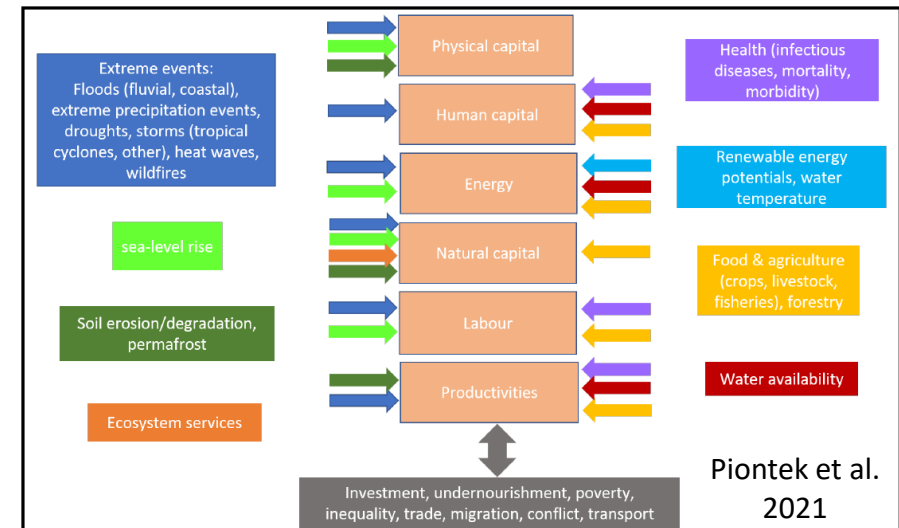 Extreme events:
Floods (fluvial, coastal),
extreme precipitation events,
droughts, storms (tropical
cyclones, other), heat waves,
wildfires
sea-level rise
Soil erosion/degradation,
permafrost
Ecosystem services
Physical capital
Human capital
Energy
Natural capital
Labour
Productivities
Investment, undernourishment, poverty,
inequality, trade, migration, conflict, transport
Health (infectious
diseases, mortality,
morbidity)
Renewable energy
potentials, water
temperature
Food & agriculture
(crops, livestock,
fisheries), forestry
Water availability
Piontek et al.
2021